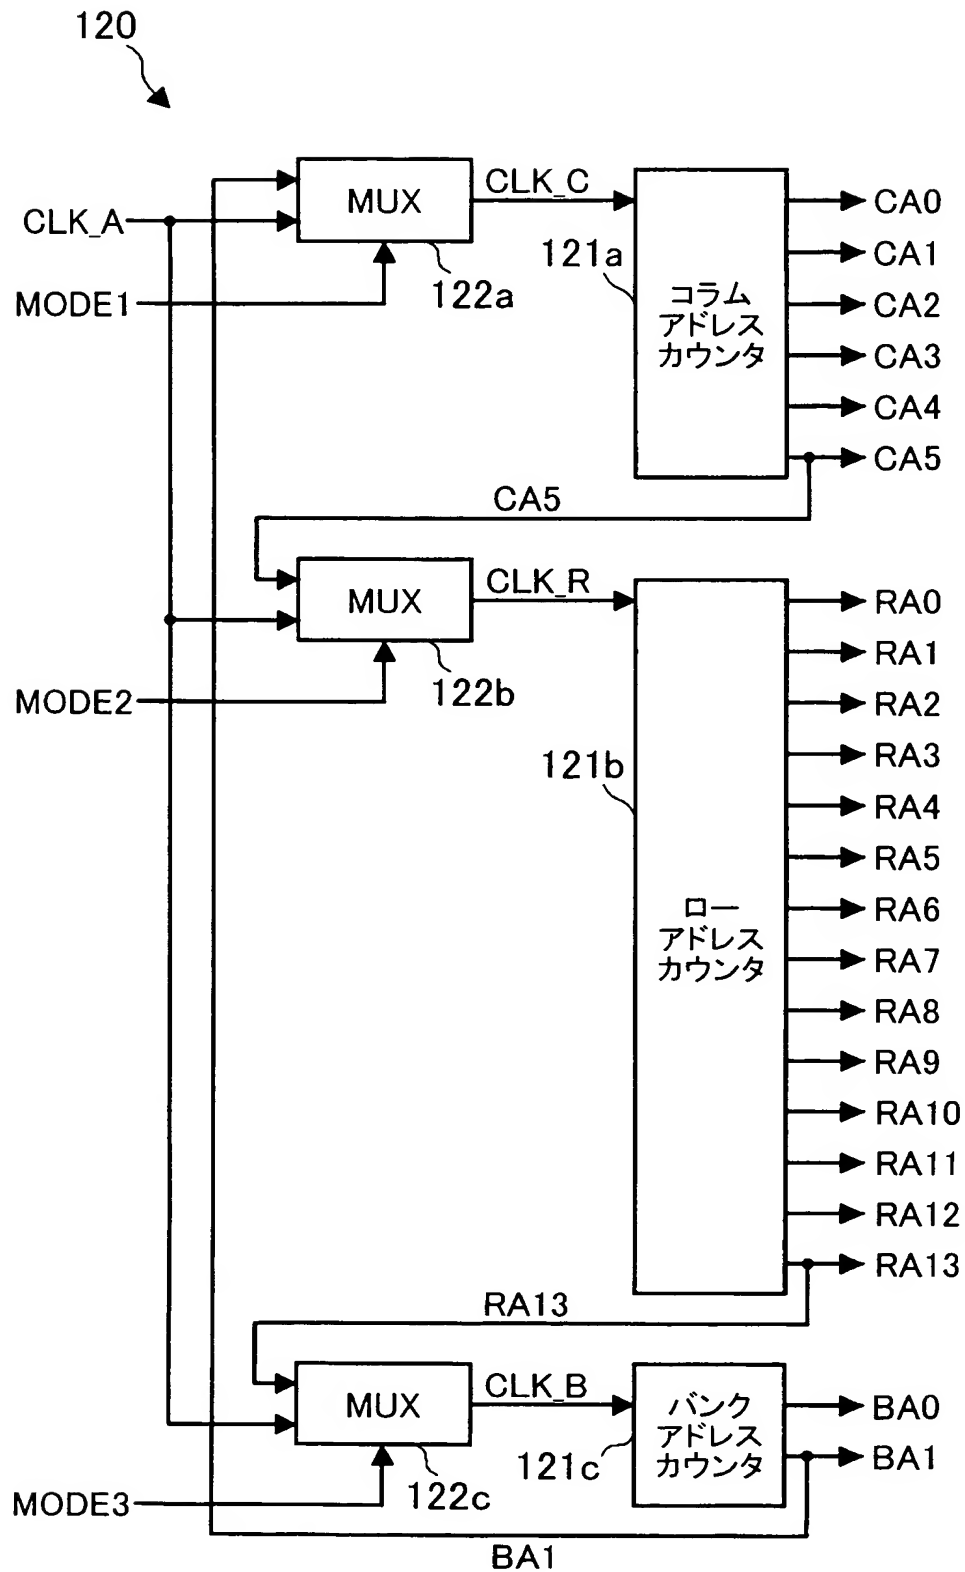 120
CLK_A
MODE1
MUX
122a
CLK_C
121a
コラム
アドレス
カウンタ
CA0
CA1
CA2
CA3
CA4
CA5
CA5
MODE2
MUX
122b
CLK_R
121b
ロー
アドレス
カウンタ
RA0
RA1
RA2
RA3
RA4
RA5
RA6
RA7
RA8
RA9
RA10
RA11
RA12
RA13
RA13
MODE3
MUX
122c
CLK_B
121c
バンク
アドレス
カウンタ
BA0
BA1
BA1